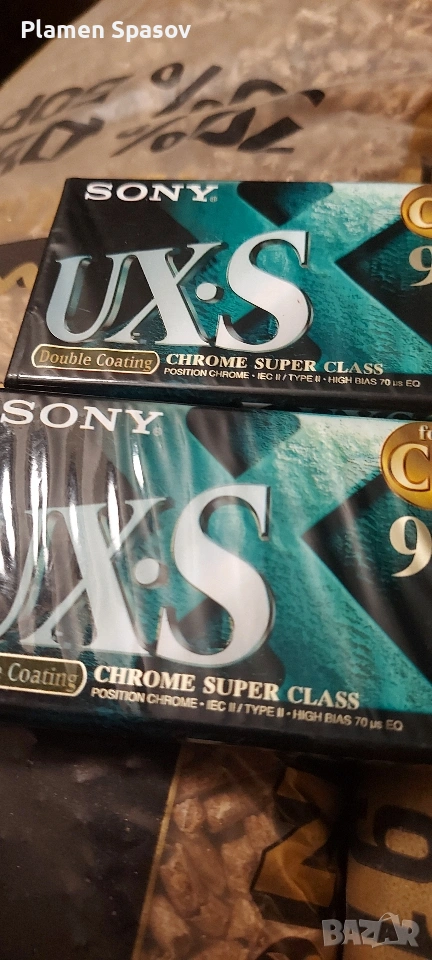 Plamen Spasov
70%
SONY
C
UX·S
9
Double Coating
CHROME SUPER CLASS
POSITION CHROME · IEC II / TYPE II · HIGH BIAS 70 µs EQ
SONY
fo
C
UX·S
9
Coating
CHROME SUPER CLASS
POSITION CHROME · IEC II / TYPE II · HIGH BIAS 70 µs EQ
BAZAR